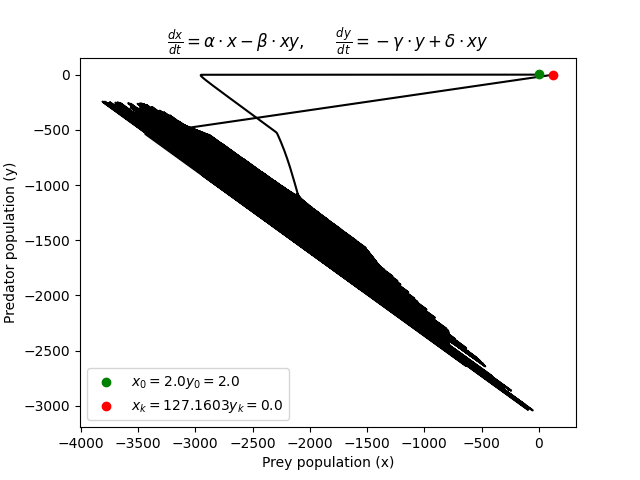 dx/dt = α · x − β · xy,    dy/dt = −γ · y + δ · xy
0
−500
−1000
−1500
−2000
−2500
−3000
Predator population (y)
x₀ = 2.0y₀ = 2.0
xₖ = 127.1603yₖ = 0.0
−4000 −3500 −3000 −2500 −2000 −1500 −1000 −500 0
Prey population (x)